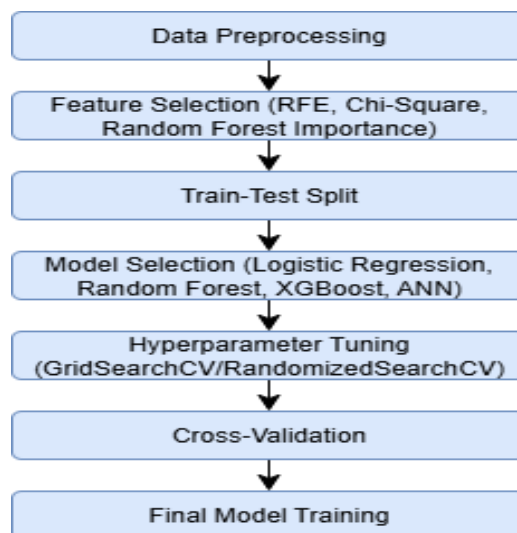 Data Preprocessing
Feature Selection (RFE, Chi-Square,
Random Forest Importance)
Train-Test Split
Model Selection (Logistic Regression,
Random Forest, XGBoost, ANN)
Hyperparameter Tuning
(GridSearchCV/RandomizedSearchCV)
Cross-Validation
Final Model Training